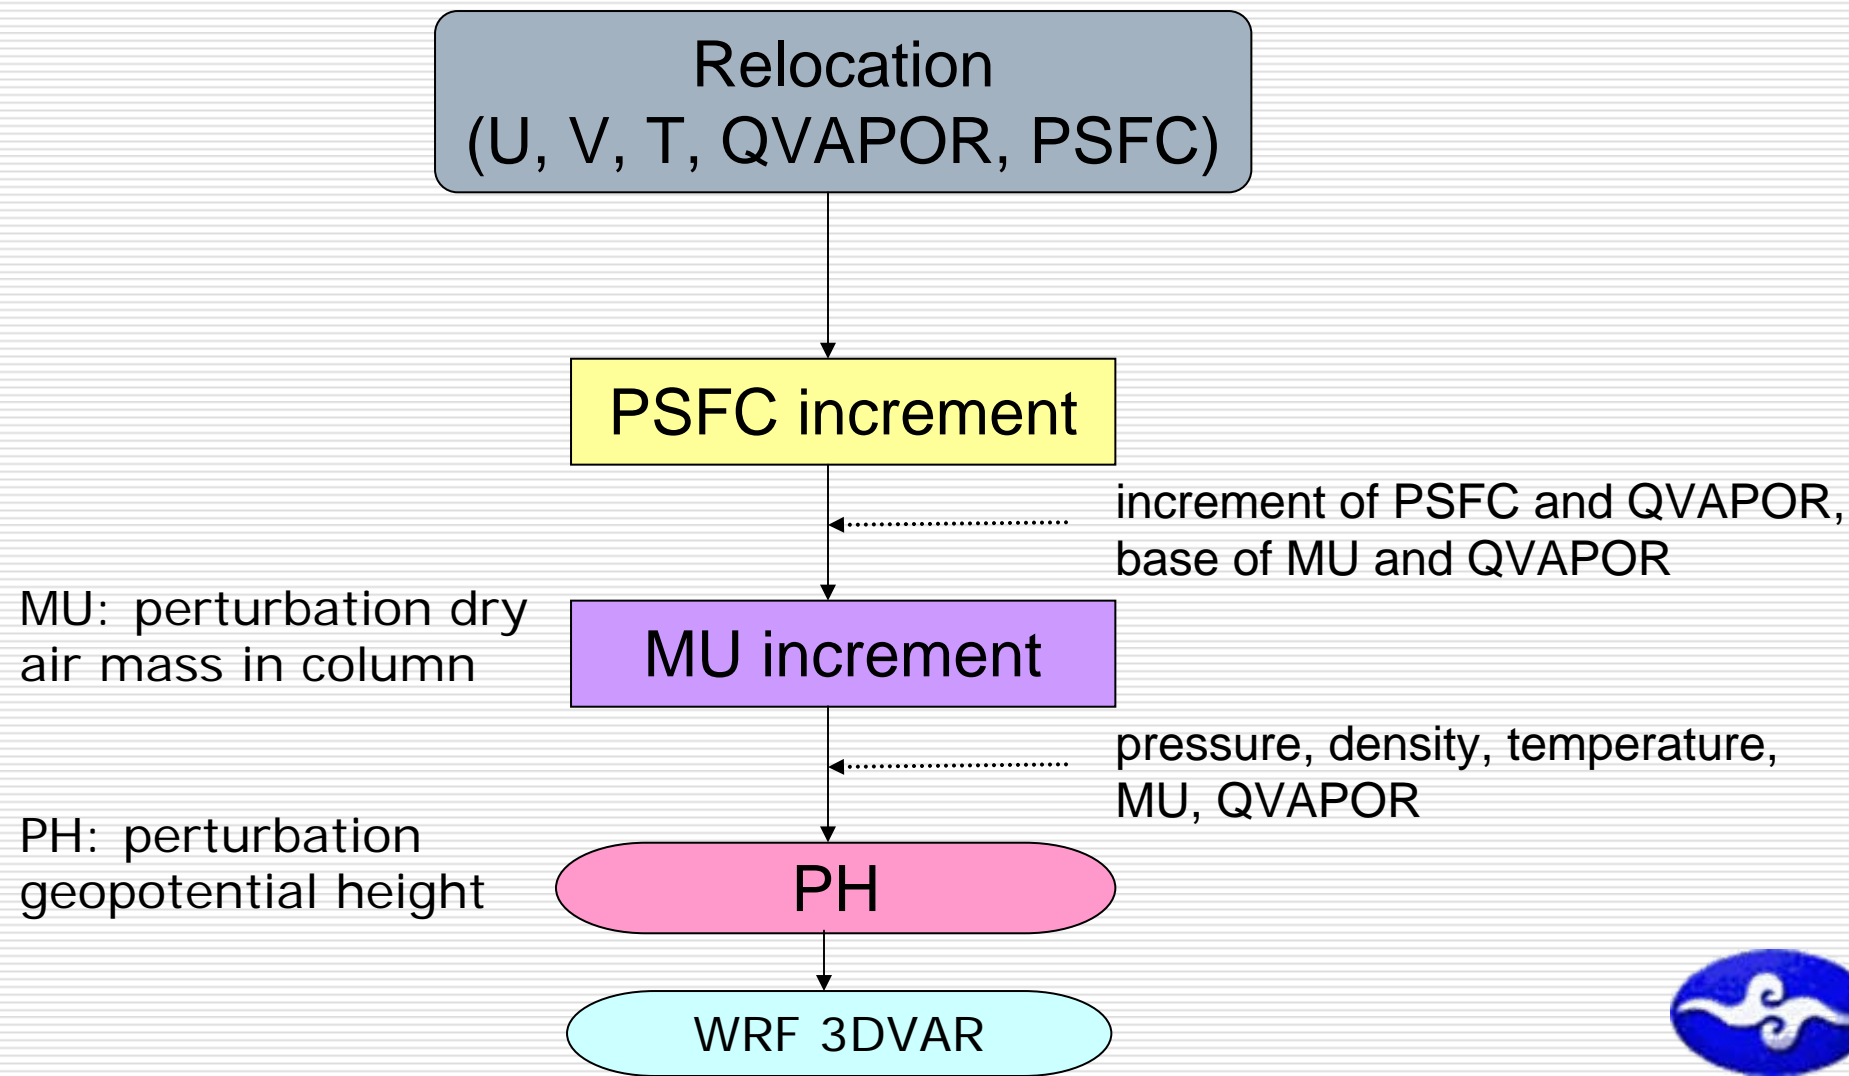 Relocation
(U, V, T, QVAPOR, PSFC)
PSFC increment
increment of PSFC and QVAPOR,
base of MU and QVAPOR
MU: perturbation dry
air mass in column
MU increment
pressure, density, temperature,
MU, QVAPOR
PH: perturbation
geopotential height
PH
WRF 3DVAR